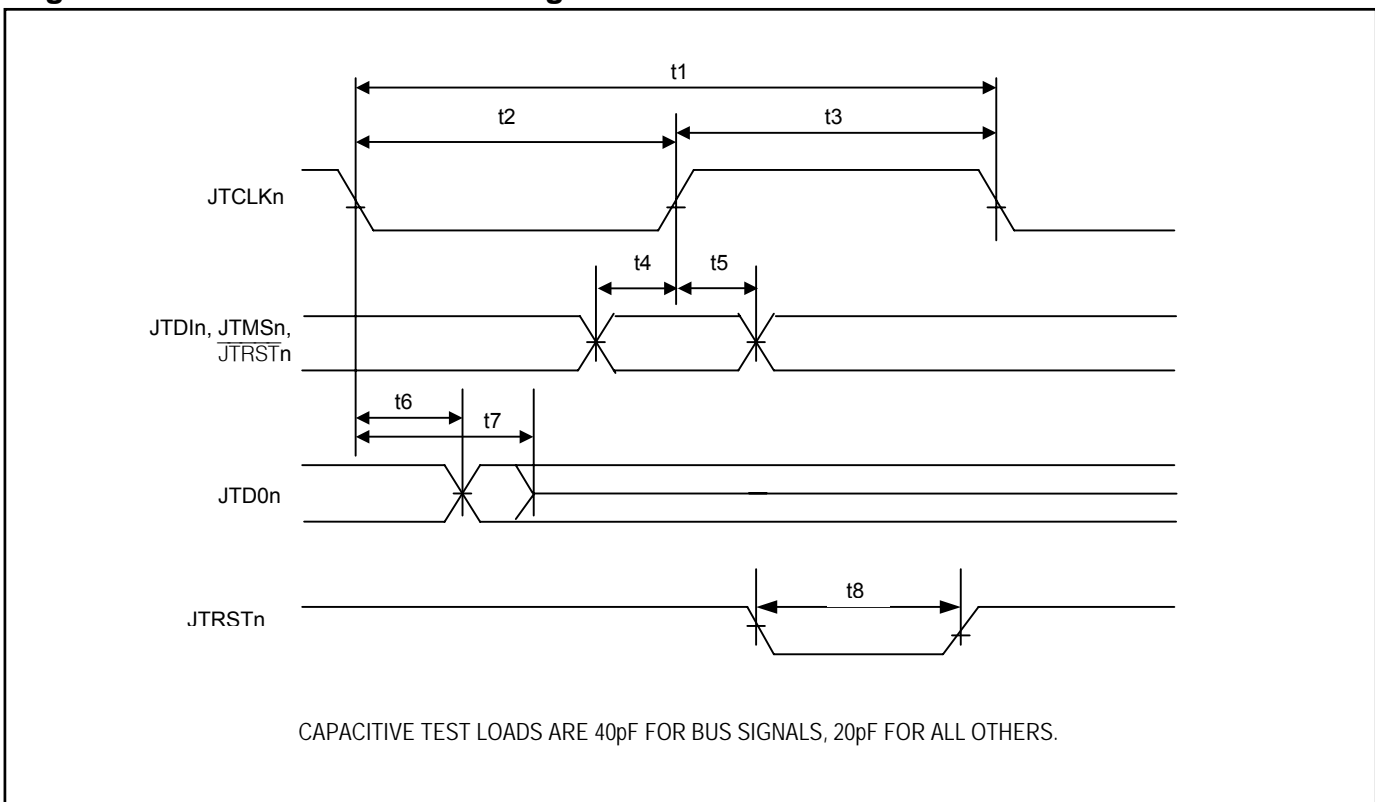 t1
t2
t3
JTCLKn
t4
t5
JTDIn, JTMSn,
JTRSTn
t6
t7
JTD0n
t8
JTRSTn
CAPACITIVE TEST LOADS ARE 40pF FOR BUS SIGNALS, 20pF FOR ALL OTHERS.